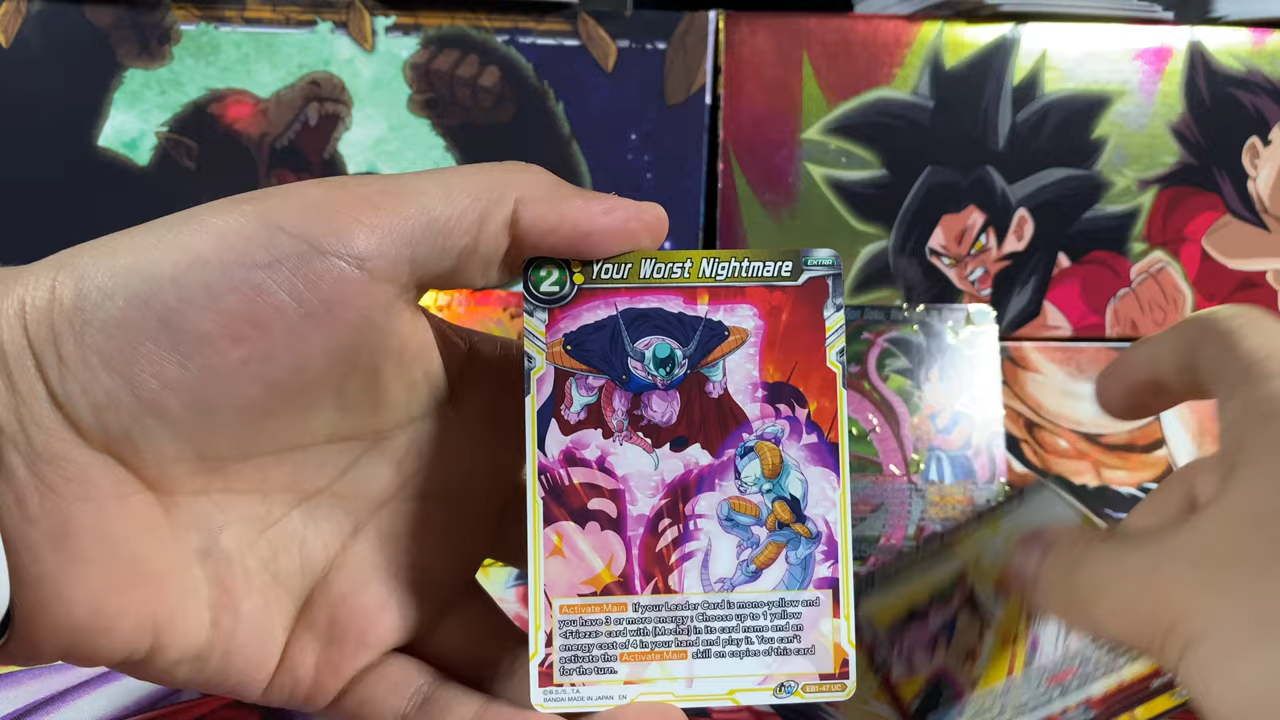 2
Your Worst Nightmare
EXTRA
Activate:Main If your Leader Card is mono-yellow and
you have 3 or more energy : Choose up to 1 yellow
<Frieza> card with {Mecha} in its card name and an
energy cost of 4 in your hand and play it. You can't
activate the Activate:Main skill on copies of this card
for the turn.
©B.S./S., T.A.
BANDAI MADE IN JAPAN EN
UW
EB1-47 UC